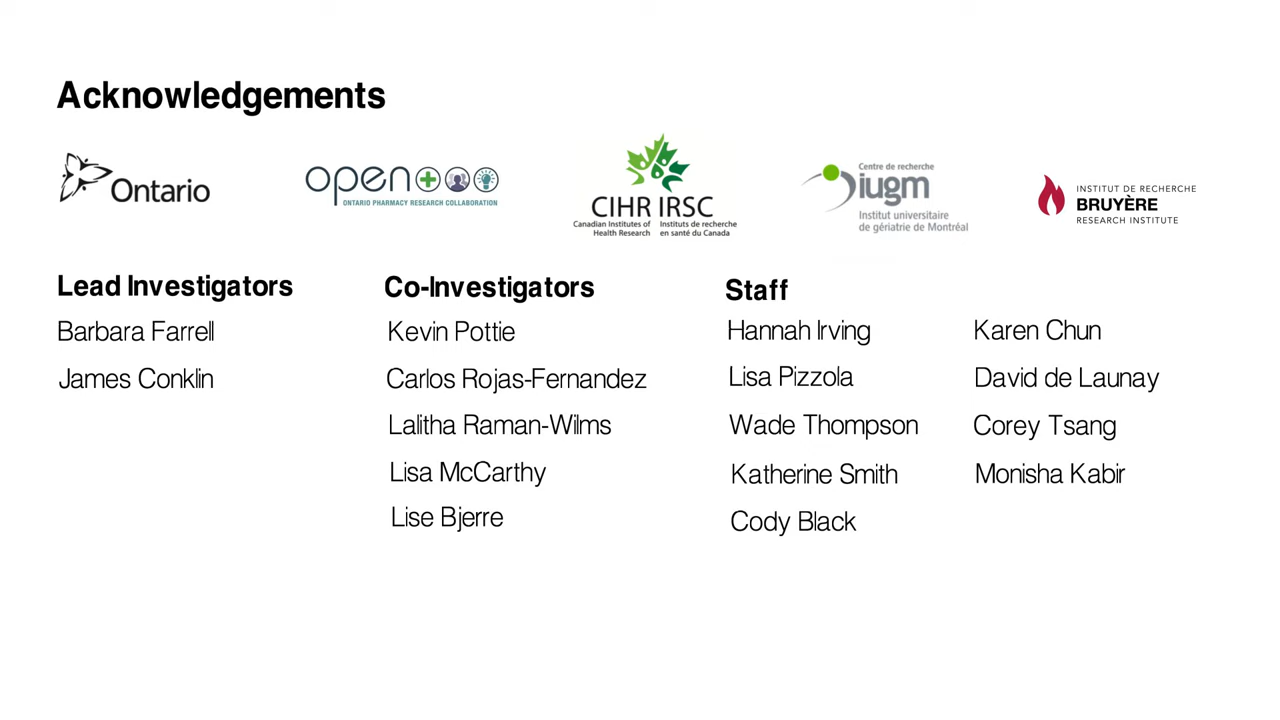 Acknowledgements
Ontario
open
ONTARIO PHARMACY RESEARCH COLLABORATION
CIHR IRSC
Canadian Institutes of Health Research
Instituts de recherche en santé du Canada
Centre de recherche
iugm
Institut universitaire
de gériatrie de Montréal
INSTITUT DE RECHERCHE
BRUYÈRE
RESEARCH INSTITUTE
Lead Investigators
Barbara Farrell
James Conklin
Co-Investigators
Kevin Pottie
Carlos Rojas-Fernandez
Lalitha Raman-Wilms
Lisa McCarthy
Lise Bjerre
Staff
Hannah Irving
Lisa Pizzola
Wade Thompson
Katherine Smith
Cody Black
Karen Chun
David de Launay
Corey Tsang
Monisha Kabir